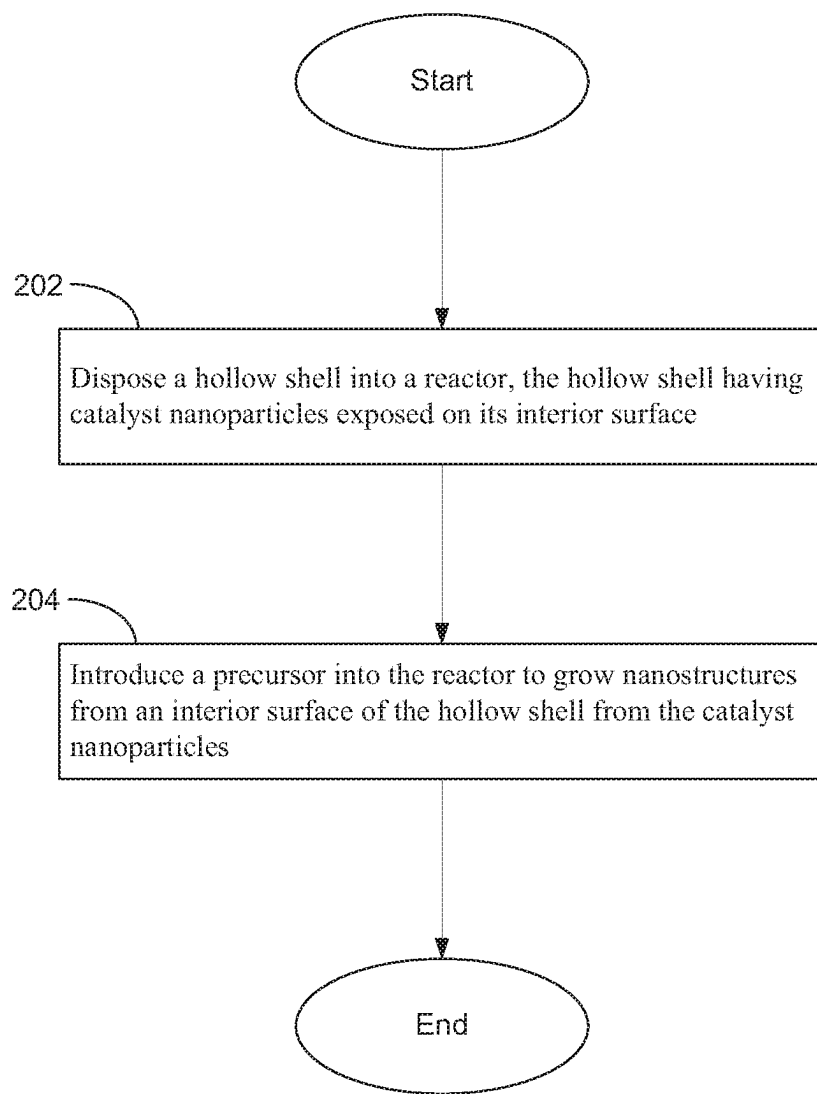 Start
202
Dispose a hollow shell into a reactor, the hollow shell having
catalyst nanoparticles exposed on its interior surface
204
Introduce a precursor into the reactor to grow nanostructures
from an interior surface of the hollow shell from the catalyst
nanoparticles
End